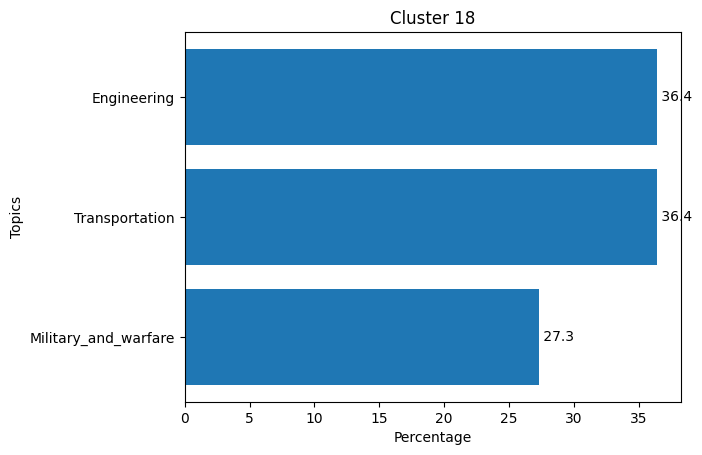 Cluster 18
Engineering
36.4
Transportation
36.4
Military_and_warfare
27.3
Topics
0 5 10 15 20 25 30 35
Percentage